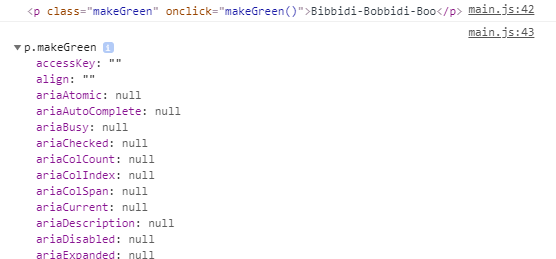 <p class="makeGreen" onclick="makeGreen()">Bibbidi-Bobbidi-Boo</p> main.js:42
main.js:43
▼p.makeGreen i
accessKey: ""
align: ""
ariaAtomic: null
ariaAutoComplete: null
ariaBusy: null
ariaChecked: null
ariaColCount: null
ariaColIndex: null
ariaColSpan: null
ariaCurrent: null
ariaDescription: null
ariaDisabled: null
ariaExpanded: null